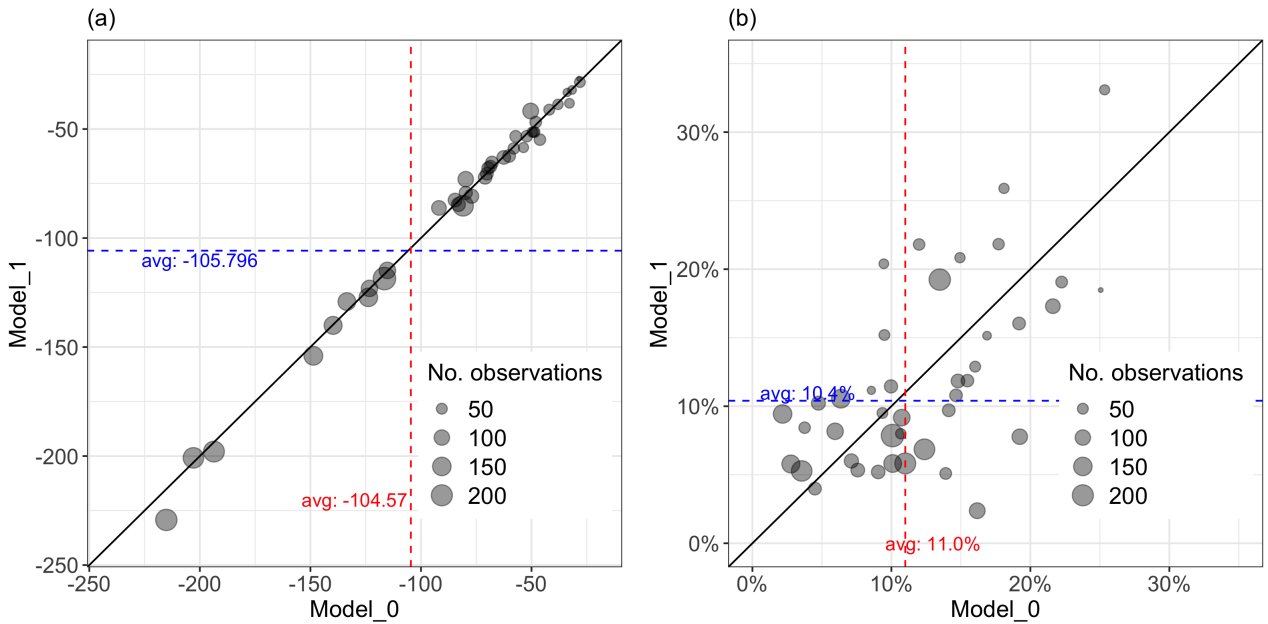 (a)
-50
-100
-150
-200
-250
Model_1
avg: -105.796
avg: -104.57
No. observations
50
100
150
200
-250
-200
-150
-100
-50
Model_0
(b)
30%
20%
10%
0%
Model_1
avg: 10.4%
avg: 11.0%
No. observations
50
100
150
200
0%
10%
20%
30%
Model_0